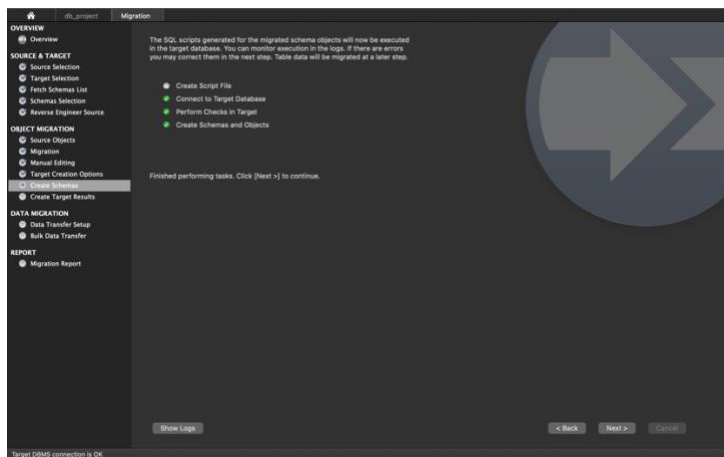 db_project
Migration
OVERVIEW
Overview
SOURCE & TARGET
Source Selection
Target Selection
Fetch Schemas List
Schemas Selection
Reverse Engineer Source
OBJECT MIGRATION
Source Objects
Migration
Manual Editing
Target Creation Options
Create Schemas
Create Target Results
DATA MIGRATION
Data Transfer Setup
Bulk Data Transfer
REPORT
Migration Report
The SQL scripts generated for the migrated schema objects will now be executed
in the target database. You can monitor execution in the logs. If there are errors
you may correct them in the next step. Table data will be migrated at a later step.
Create Script File
Connect to Target Database
Perform Checks in Target
Create Schemas and Objects
Finished performing tasks. Click [Next >] to continue.
Show Logs
< Back
Next >
Cancel
Target DBMS connection is OK